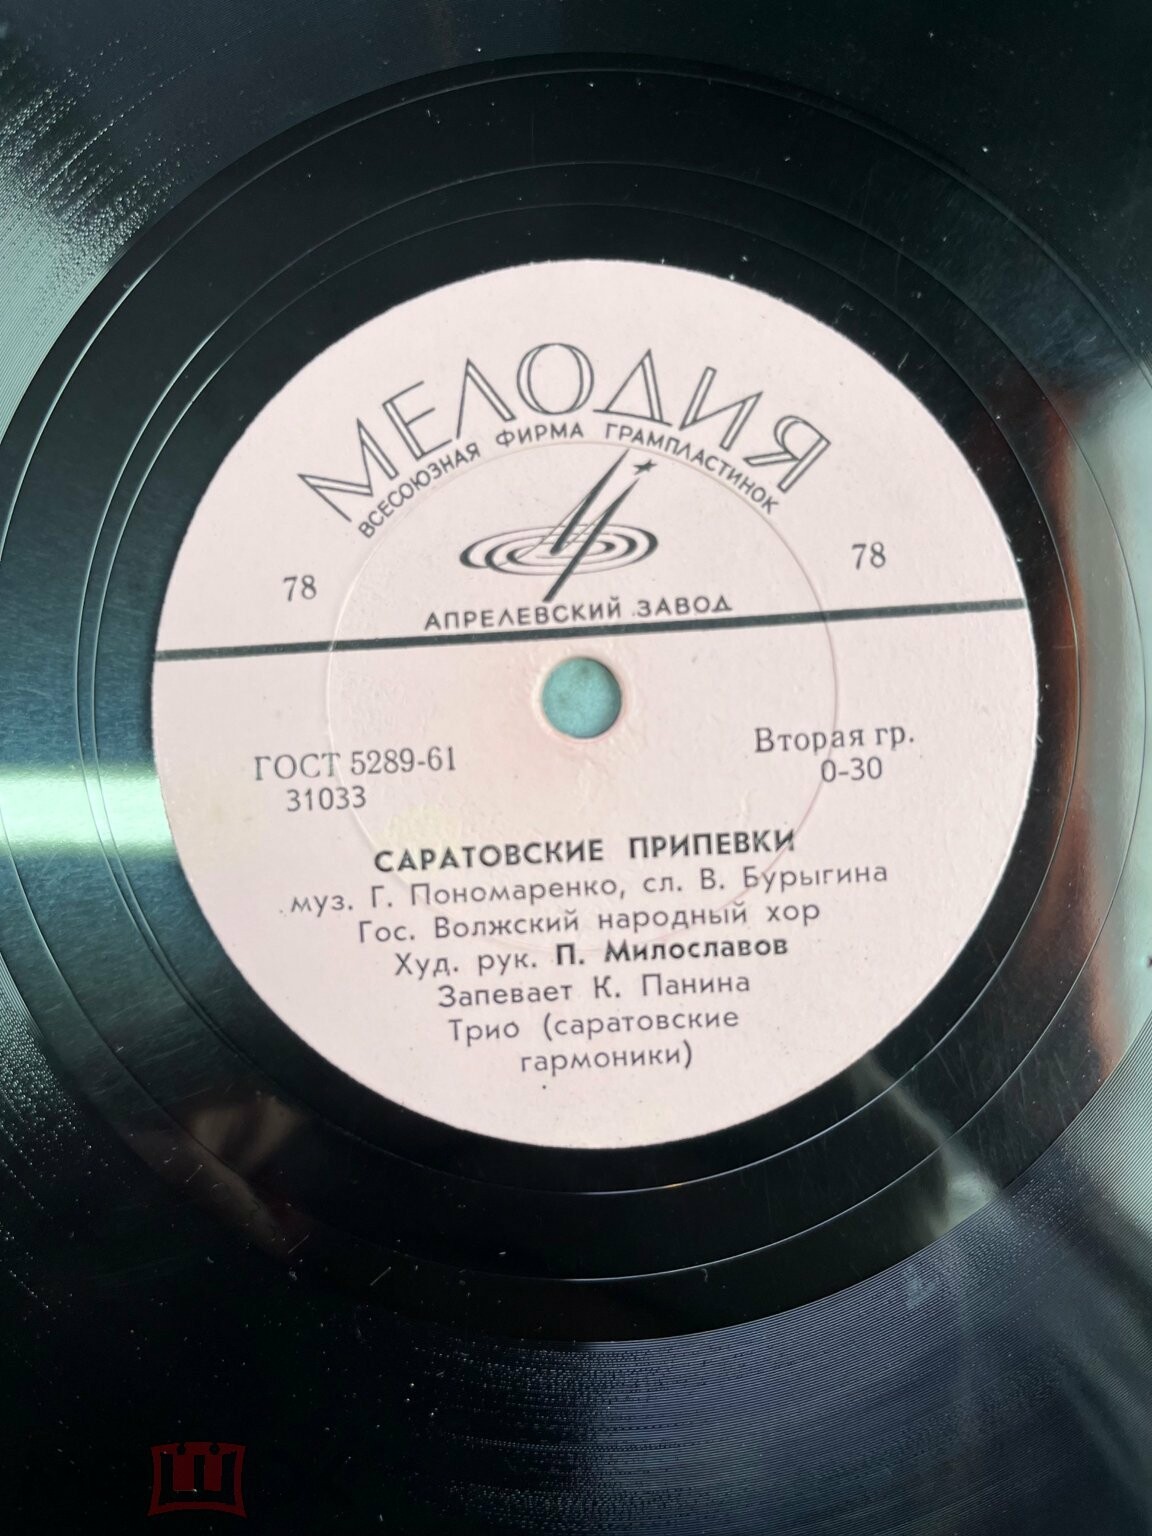 МЕЛОДИЯ
ВСЕСОЮЗНАЯ ФИРМА ГРАМПЛАСТИНОК
78 78
АПРЕЛЕВСКИЙ ЗАВОД
ГОСТ 5289-61 Вторая гр.
31033 0-30
САРАТОВСКИЕ ПРИПЕВКИ
муз. Г. Пономаренко, сл. В. Бурыгина
Гос. Волжский народный хор
Худ. рук. П. Милославов
Запевает К. Панина
Трио (саратовские
гармоники)